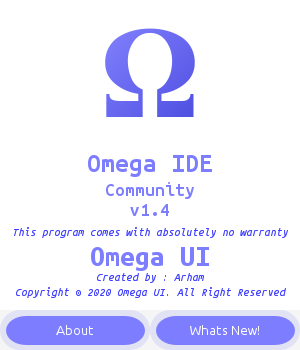 Ω
Omega IDE
Community
v1.4
This program comes with absolutely no warranty
Omega UI
Created by : Arham
Copyright © 2020 Omega UI. All Right Reserved
About
Whats New!